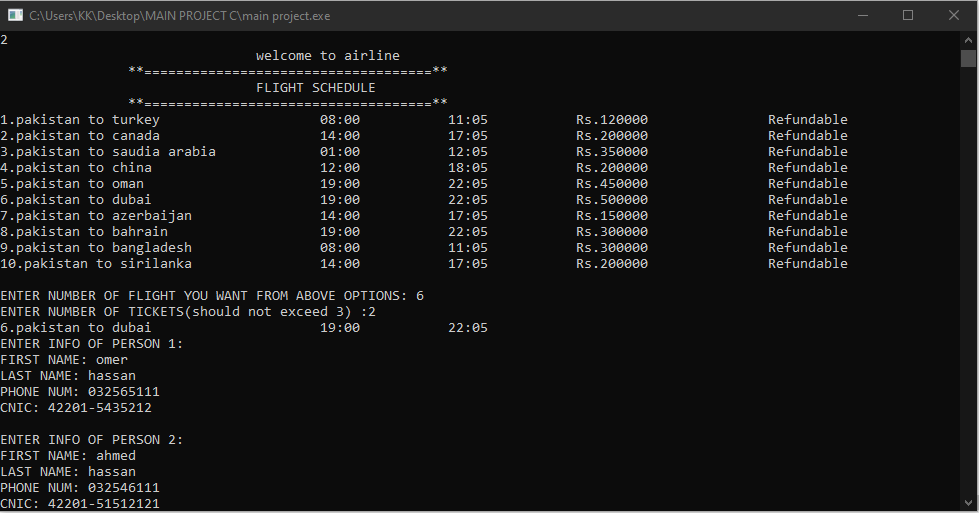 C:\Users\KK\Desktop\MAIN PROJECT C\main project.exe
2
welcome to airline
**====================================**
FLIGHT SCHEDULE
**====================================**
1.pakistan to turkey 08:00 11:05 Rs.120000 Refundable
2.pakistan to canada 14:00 17:05 Rs.200000 Refundable
3.pakistan to saudia arabia 01:00 12:05 Rs.350000 Refundable
4.pakistan to china 12:00 18:05 Rs.200000 Refundable
5.pakistan to oman 19:00 22:05 Rs.450000 Refundable
6.pakistan to dubai 19:00 22:05 Rs.500000 Refundable
7.pakistan to azerbaijan 14:00 17:05 Rs.150000 Refundable
8.pakistan to bahrain 19:00 22:05 Rs.300000 Refundable
9.pakistan to bangladesh 08:00 11:05 Rs.300000 Refundable
10.pakistan to sirilanka 14:00 17:05 Rs.200000 Refundable
ENTER NUMBER OF FLIGHT YOU WANT FROM ABOVE OPTIONS: 6
ENTER NUMBER OF TICKETS(should not exceed 3) :2
6.pakistan to dubai 19:00 22:05
ENTER INFO OF PERSON 1:
FIRST NAME: omer
LAST NAME: hassan
PHONE NUM: 032565111
CNIC: 42201-5435212
ENTER INFO OF PERSON 2:
FIRST NAME: ahmed
LAST NAME: hassan
PHONE NUM: 032546111
CNIC: 42201-51512121